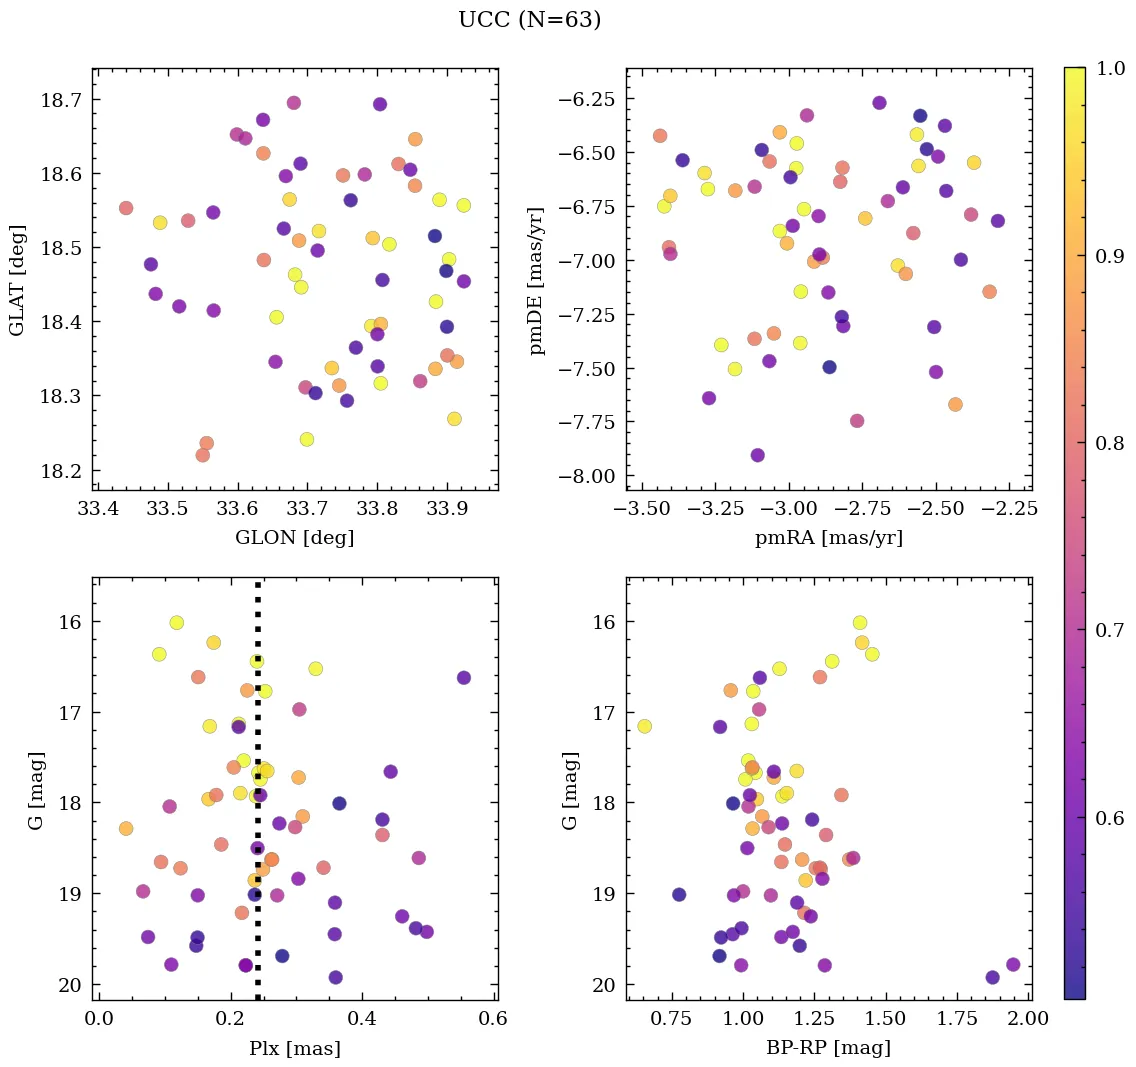 UCC (N=63)
18.7
18.6
18.5
18.4
18.3
18.2
GLAT [deg]
33.4 33.5 33.6 33.7 33.8 33.9
GLON [deg]
−6.25
−6.50
−6.75
−7.00
−7.25
−7.50
−7.75
−8.00
pmDE [mas/yr]
−3.50 −3.25 −3.00 −2.75 −2.50 −2.25
pmRA [mas/yr]
16
17
18
19
20
G [mag]
0.0 0.2 0.4 0.6
Plx [mas]
16
17
18
19
20
G [mag]
0.75 1.00 1.25 1.50 1.75 2.00
BP-RP [mag]
1.0
0.9
0.8
0.7
0.6